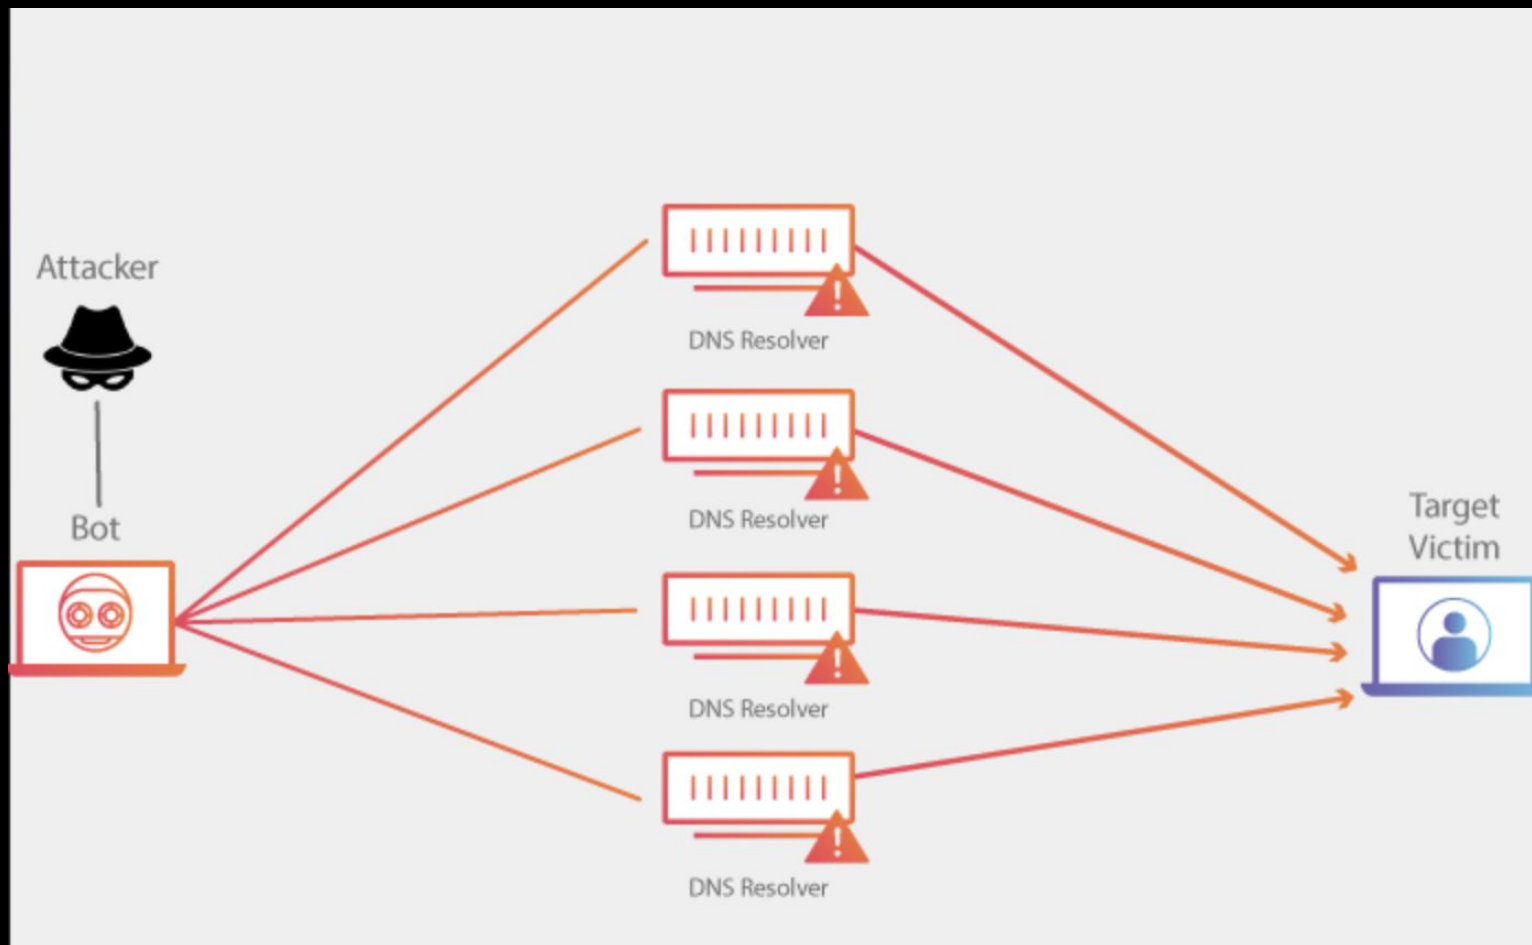 Attacker
Bot
DNS Resolver
DNS Resolver
DNS Resolver
DNS Resolver
Target
Victim